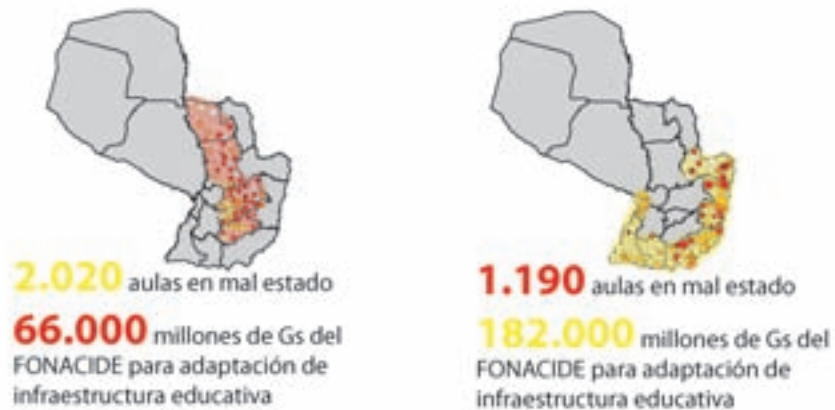 2.020 aulas en mal estado
66.000 millones de Gs del
FONACIDE para adaptación de
infraestructura educativa
1.190 aulas en mal estado
182.000 millones de Gs del
FONACIDE para adaptación de
infraestructura educativa